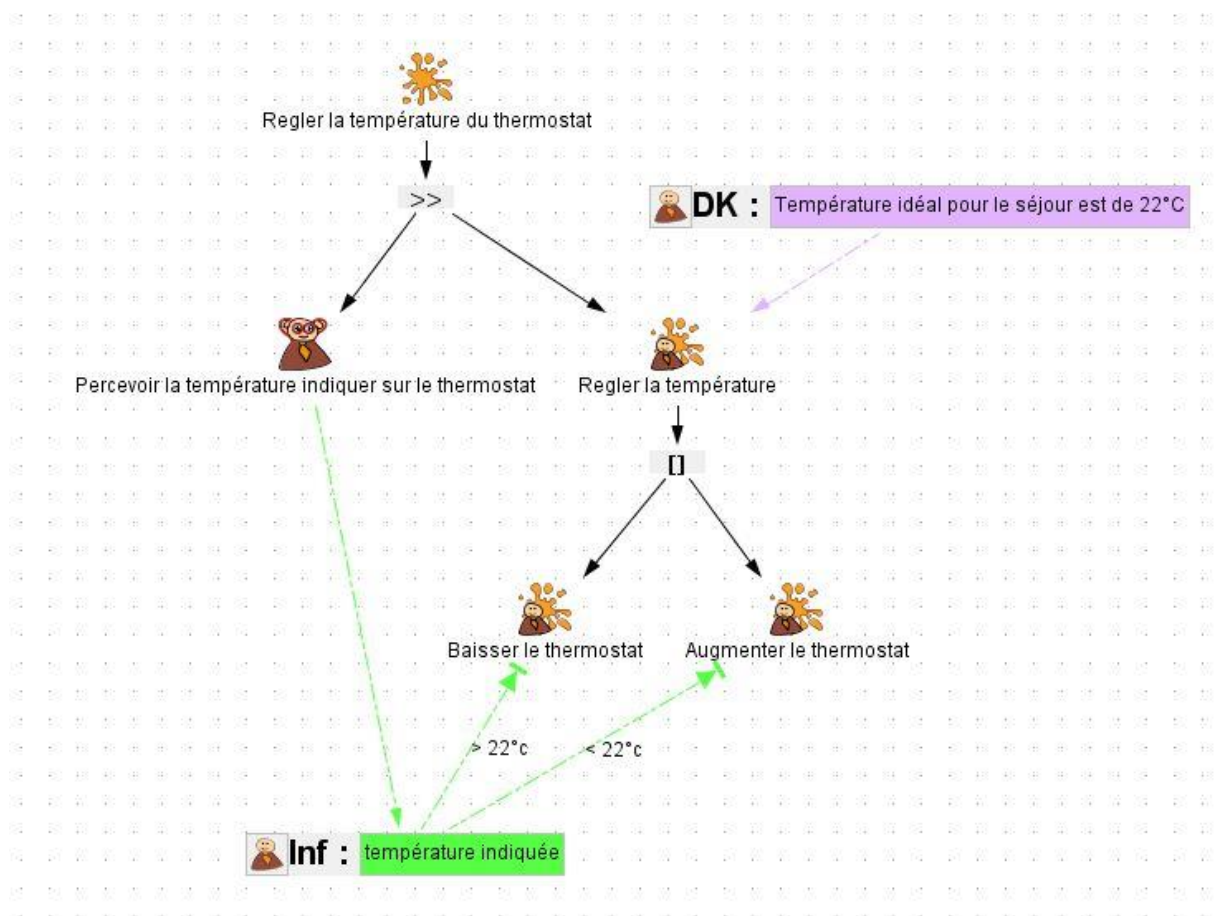 Regler la température du thermostat
>>
DK : Température idéal pour le séjour est de 22°C
Percevoir la température indiquer sur le thermostat
Regler la température
[]
Baisser le thermostat
Augmenter le thermostat
> 22°c
< 22°c
Inf : température indiquée